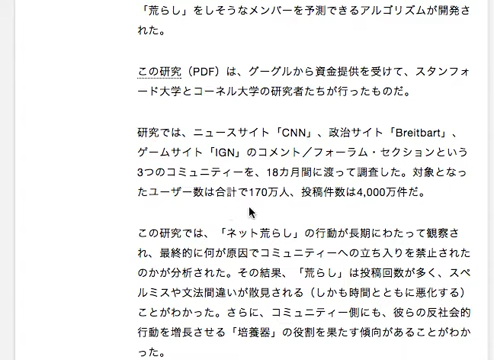 「荒らし」をしそうなメンバーを予測できるアルゴリズムが開発さ
れた。
この研究（PDF）は、グーグルから資金提供を受けて、スタンフォ
ード大学とコーネル大学の研究者たちが行ったものだ。
研究では、ニュースサイト「CNN」、政治サイト「Breitbart」、
ゲームサイト「IGN」のコメント／フォーラム・セクションという
3つのコミュニティーを、18カ月間に渡って調査した。対象となっ
たユーザー数は合計で170万人、投稿件数は4,000万件だ。
この研究では、「ネット荒らし」の行動が長期にわたって観察さ
れ、最終的に何が原因でコミュニティーへの立ち入りを禁止された
のかが分析された。その結果、「荒らし」は投稿回数が多く、スペ
ルミスや文法間違いが散見される（しかも時間とともに悪化する）
ことがわかった。さらに、コミュニティー側にも、彼らの反社会的
行動を増長させる「培養器」の役割を果たす傾向があることがわか
った。